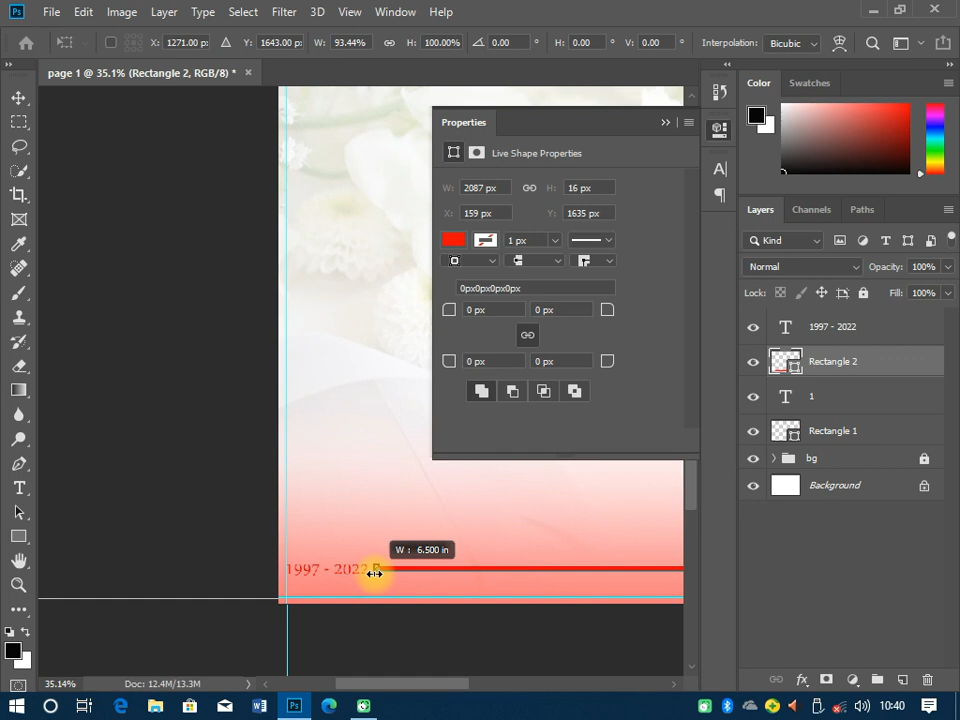 File Edit Image Layer Type Select Filter 3D View Window Help
X: 1271.00 p: Y: 1643.00 p: W: 93.44% H: 100.00% 0.00 ° H: 0.00 ° V: 0.00 ° Interpolation: Bicubic
page 1 @ 35.1% (Rectangle 2, RGB/8) *
Properties
Live Shape Properties
W: 2087 px H: 16 px
X: 159 px Y: 1635 px
1 px
0px0px0px0px
0 px 0 px
0 px 0 px
Color Swatches
Layers Channels Paths
Kind
Normal Opacity: 100%
Lock: Fill: 100%
1997 - 2022
Rectangle 2
1
Rectangle 1
bg
Background
W : 6.500 in
1997 - 2022
35.14% Doc: 12.4M/13.3M
10:40